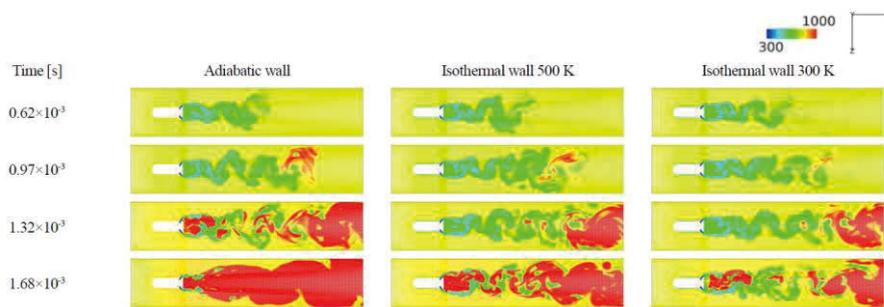 1000
300
Y
Z
Time [s] Adiabatic wall Isothermal wall 500 K Isothermal wall 300 K
0.62×10⁻³
0.97×10⁻³
1.32×10⁻³
1.68×10⁻³